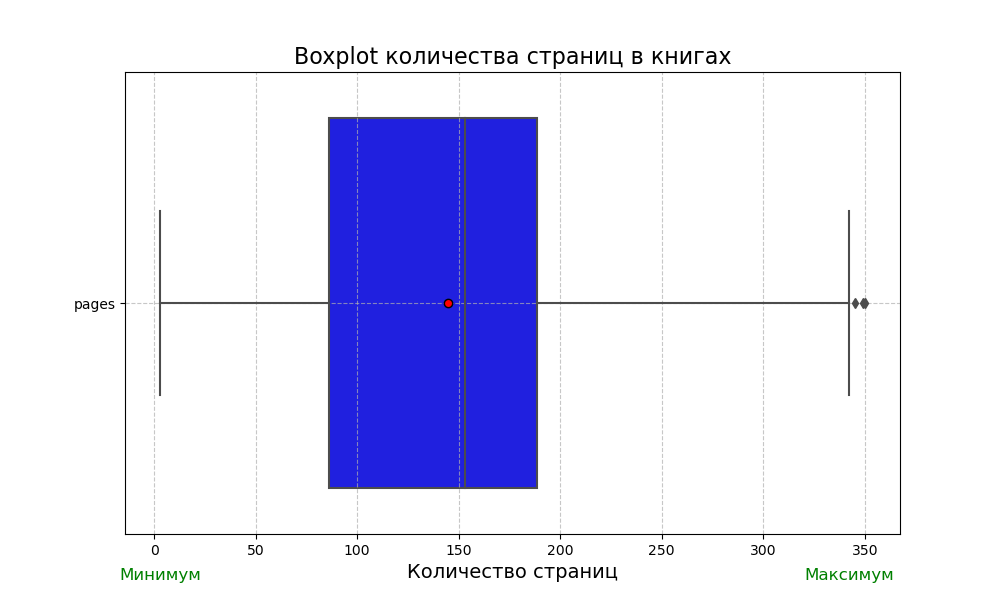 Boxplot количества страниц в книгах
pages
0 50 100 150 200 250 300 350
Минимум Количество страниц Максимум